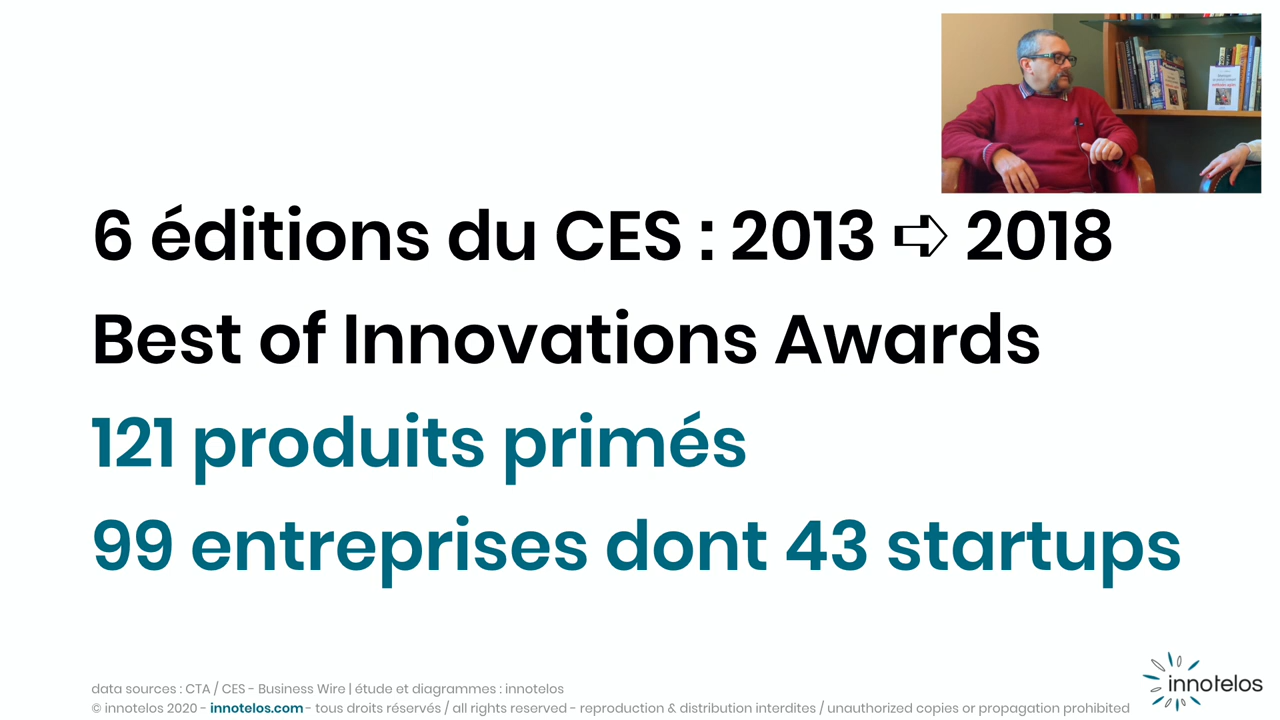 6 éditions du CES : 2013 ➪ 2018
Best of Innovations Awards
121 produits primés
99 entreprises dont 43 startups
data sources : CTA / CES - Business Wire | étude et diagrammes : innotelos
© innotelos 2020 - innotelos.com - tous droits réservés / all rights reserved - reproduction & distribution interdites / unauthorized copies or propagation prohibited
innotelos